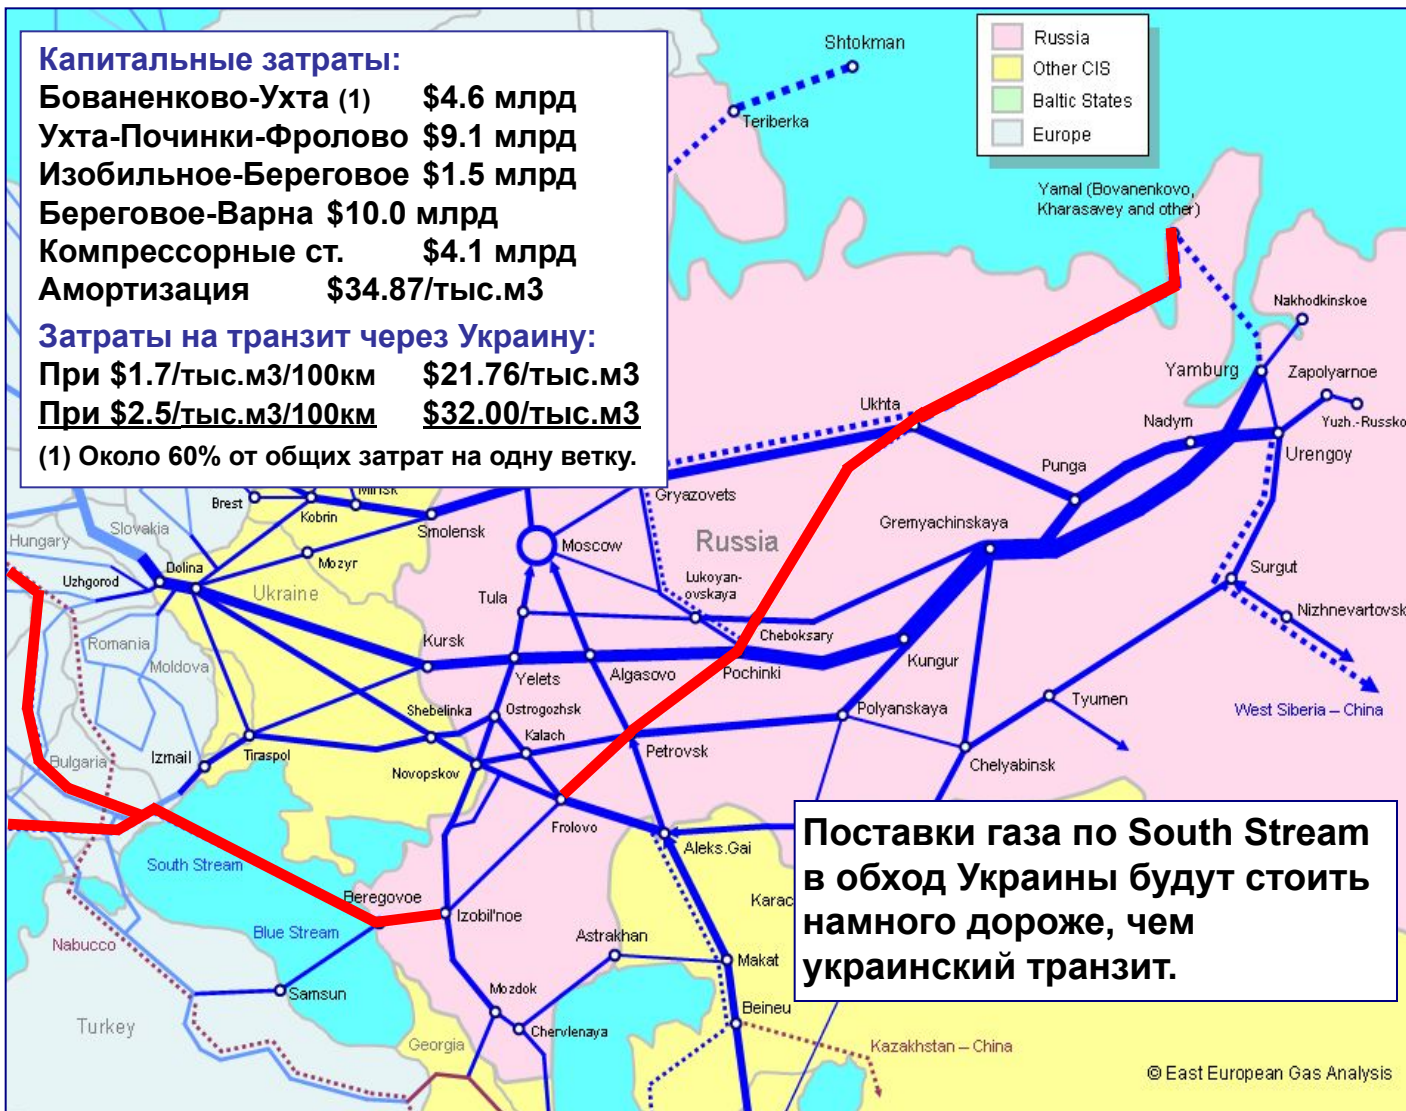 Капитальные затраты:
Бованенково-Ухта (1) $4.6 млрд
Ухта-Починки-Фролово $9.1 млрд
Изобильное-Береговое $1.5 млрд
Береговое-Варна $10.0 млрд
Компрессорные ст. $4.1 млрд
Амортизация $34.87/тыс.м3
Затраты на транзит через Украину:
При $1.7/тыс.м3/100км $21.76/тыс.м3
При $2.5/тыс.м3/100км $32.00/тыс.м3
(1) Около 60% от общих затрат на одну ветку.
Russia
Other CIS
Baltic States
Europe
Shtokman
Teriberka
Yamal (Bovanenkovo,
Kharasavey and other)
Nakhodkinskoe
Yamburg
Zapolyarnoe
Ukhta
Nadym
Yuzh.-Russko
Urengoy
Punga
Gryazovets
Gremyachinskaya
Brest
Kobrin
Minsk
Smolensk
Slovakia
Hungary
Moscow
Russia
Mozyr
Dolina
Uzhgorod
Ukraine
Tula
Lukoyan-
ovskaya
Surgut
Nizhnevartovsk
Cheboksary
Romania
Moldova
Kursk
Yelets
Algasovo
Pochinki
Kungur
Shebelinka
Ostrogozhsk
Polyanskaya
Tyumen
West Siberia – China
Kalach
Petrovsk
Chelyabinsk
Bulgaria
Izmail
Tiraspol
Novopskov
Frolovo
Aleks.Gai
South Stream
Beregovoe
Izobil'noe
Karac
Blue Stream
Nabucco
Astrakhan
Makat
Samsun
Mozdok
Beineu
Turkey
Chervlenaya
Georgia
Kazakhstan – China
Поставки газа по South Stream
в обход Украины будут стоить
намного дороже, чем
украинский транзит.
© East European Gas Analysis